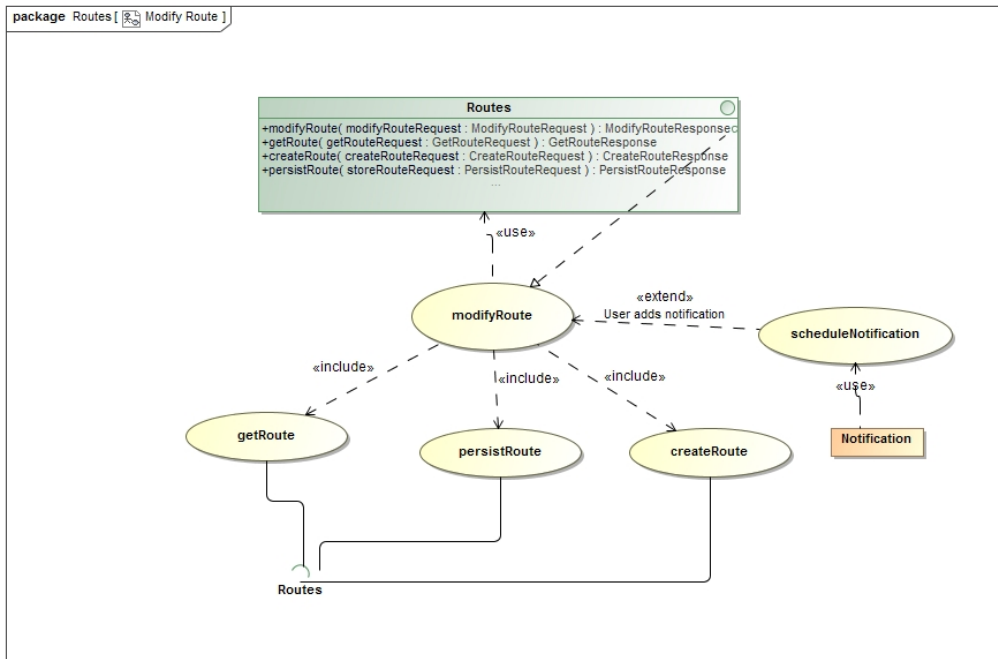 package Routes [ Modify Route ]
Routes
+modifyRoute( modifyRouteRequest : ModifyRouteRequest ) : ModifyRouteResponse
+getRoute( getRouteRequest : GetRouteRequest ) : GetRouteResponse
+createRoute( createRouteRequest : CreateRouteRequest ) : CreateRouteResponse
+persistRoute( storeRouteRequest : PersistRouteRequest ) : PersistRouteResponse
...
«use»
«extend»
User adds notification
modifyRoute
scheduleNotification
«include»
«include»
«include»
«use»
getRoute
persistRoute
createRoute
Notification
Routes